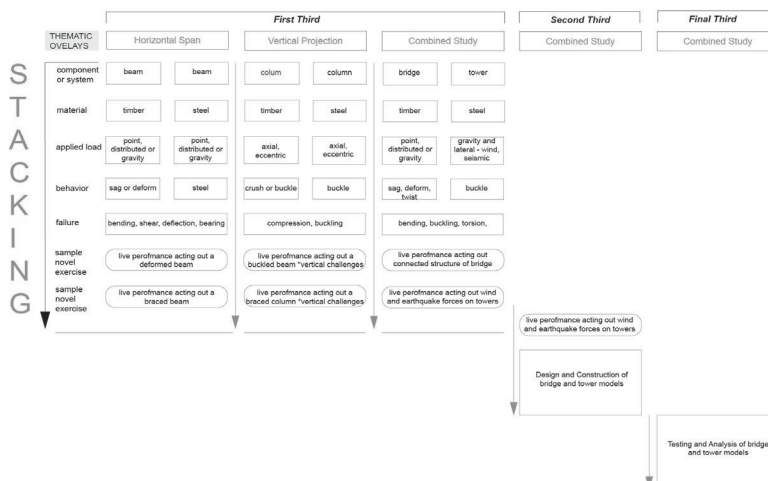 First Third
Second Third
Final Third
THEMATIC
OVELAYS
Horizontal Span
Vertical Projection
Combined Study
Combined Study
Combined Study
STACKING
component
or system
beam
beam
colum
column
bridge
tower
material
timber
steel
timber
steel
timber
steel
applied load
point,
distributed or
gravity
point,
distributed or
gravity
axial,
eccentric
axial,
eccentric
point,
distributed or
gravity
gravity and
lateral - wind,
seismic
behavior
sag or deform
steel
crush or buckle
buckle
sag, deform,
twist
buckle
failure
bending, shear, deflection, bearing
compression, buckling
bending, buckling, torsion,
sample
novel
exercise
live perofmance acting out a
deformed beam
live perofmance acting out a
buckled beam *vertical challenges
live perofmance acting out
connected structure of bridge
sample
novel
exercise
live perofmance acting out a
braced beam
live perofmance acting out a
braced column *vertical challenges
live perofmance acting out wind
and earthquake forces on towers
live perofmance acting out wind
and earthquake forces on towers
Design and Construction of
bridge and tower models
Testing and Analysis of bridge
and tower models